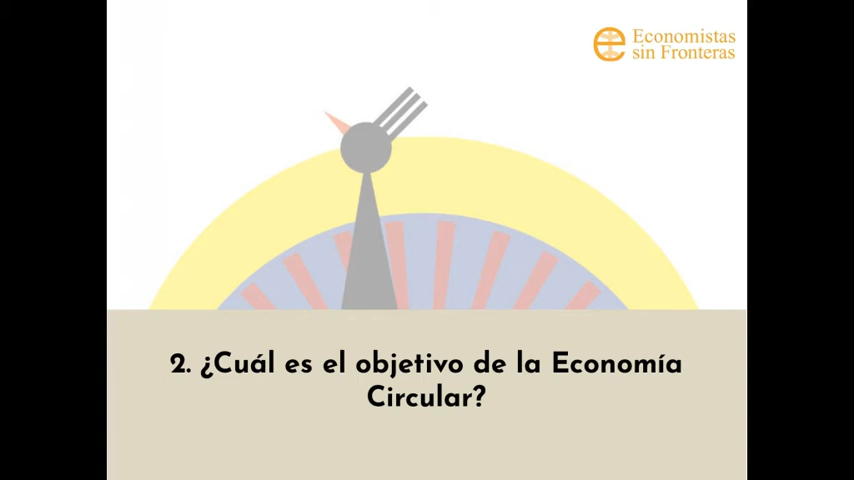 Economistas
sin Fronteras
2. ¿Cuál es el objetivo de la Economía
Circular?